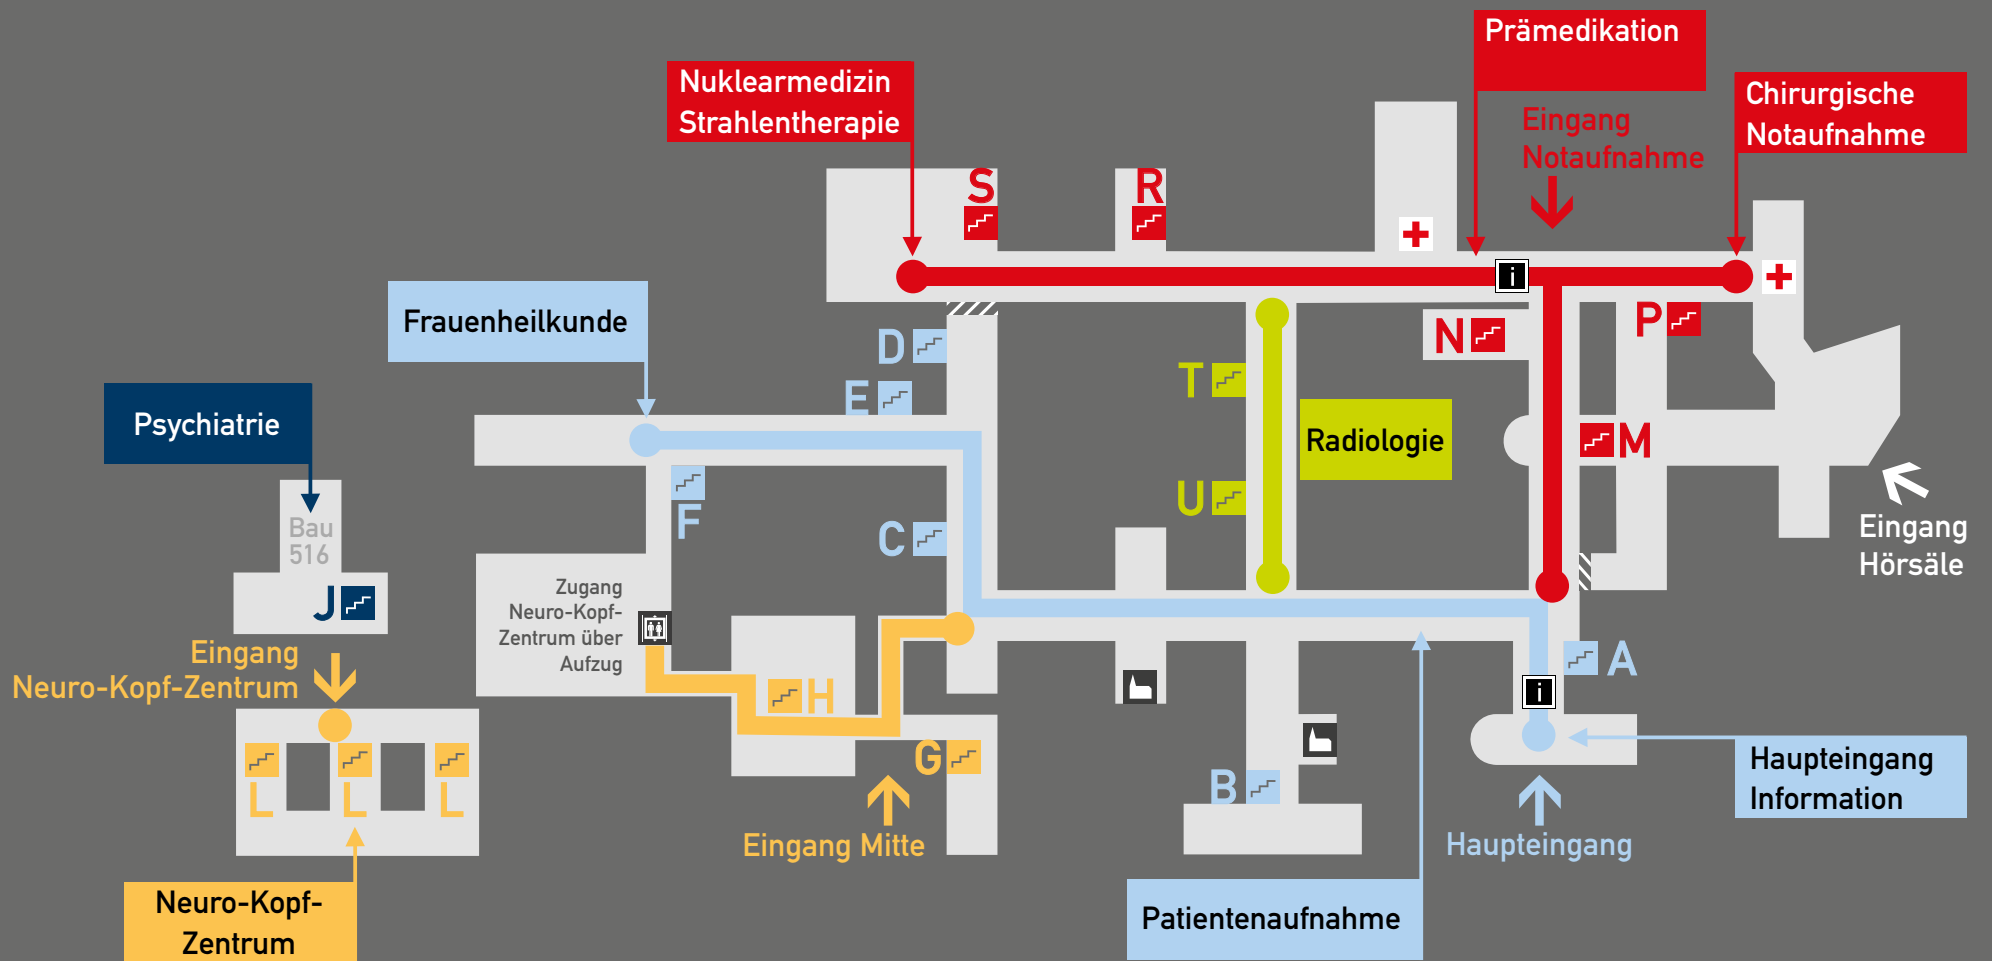 Prämedikation
Nuklearmedizin
Strahlentherapie
Chirurgische
Notaufnahme
Eingang
Notaufnahme
S
R
i
Frauenheilkunde
D
N
P
E
T
Psychiatrie
Radiologie
M
F
U
C
Bau
516
Eingang
Hörsäle
Zugang
Neuro-Kopf-
Zentrum über
Aufzug
J
Eingang
Neuro-Kopf-Zentrum
A
H
i
G
B
L
L
L
Haupteingang
Information
Eingang Mitte
Haupteingang
Neuro-Kopf-
Zentrum
Patientenaufnahme